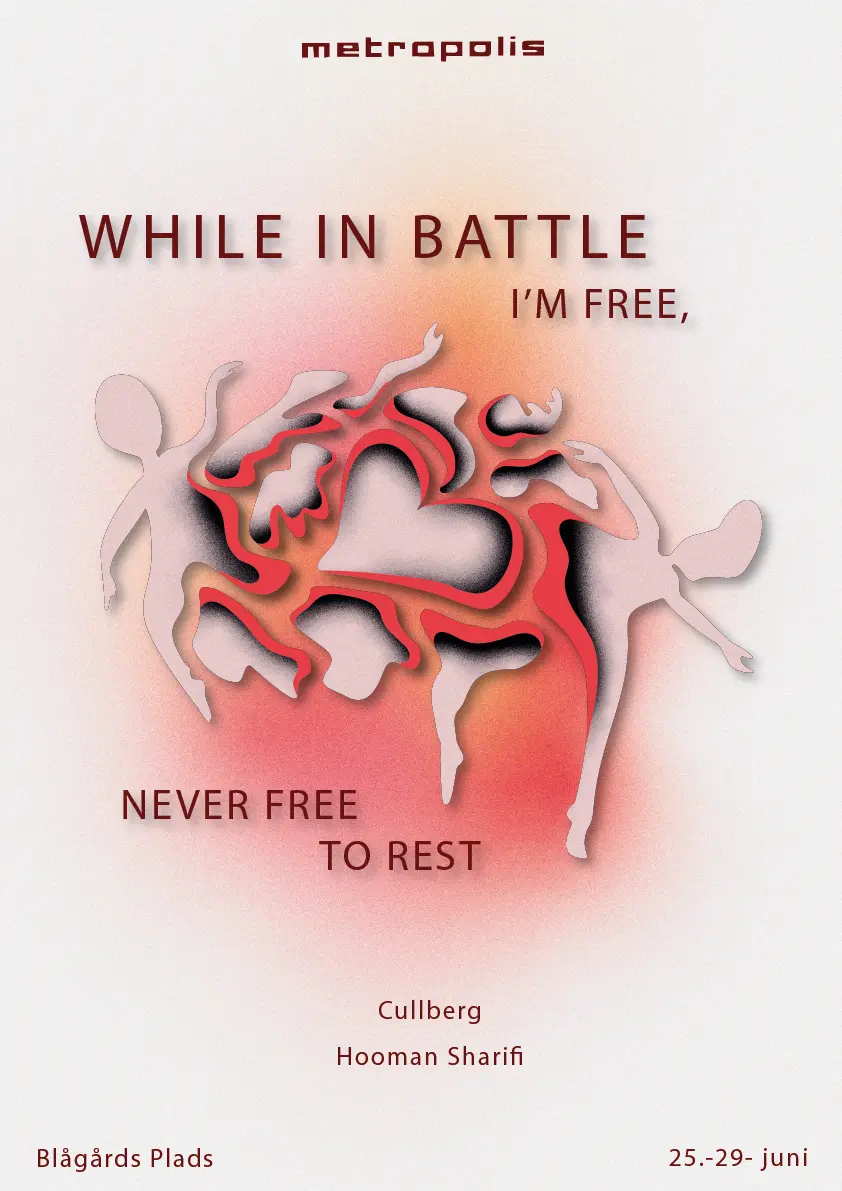 metropolis
WHILE IN BATTLE
I’M FREE,
NEVER FREE
TO REST
Cullberg
Hooman Sharifi
Blågårds Plads
25.-29- juni